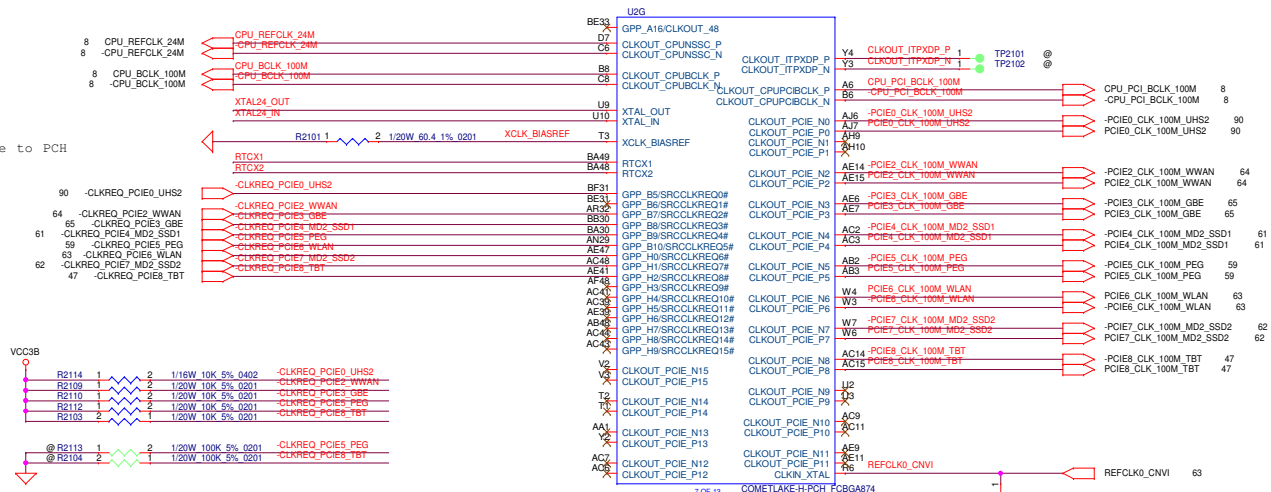 U2G
BE33 GPP_A16/CLKOUT_48
8 CPU_REFCLK_24M CPU_REFCLK_24M D7 CLKOUT_CPUNSSC_P
8 -CPU_REFCLK_24M -CPU_REFCLK_24M C6 CLKOUT_CPUNSSC_N
CLKOUT_ITPXDP_P Y4 CLKOUT_ITPXDP_P 1 TP2101 @
CLKOUT_ITPXDP_N Y3 CLKOUT_ITPXDP_N 1 TP2102 @
8 CPU_BCLK_100M CPU_BCLK_100M B8 CLKOUT_CPUBCLK_P
8 -CPU_BCLK_100M -CPU_BCLK_100M C8 CLKOUT_CPUBCLK_N
CLKOUT_CPUPCIBCLK_P A6 CPU_PCI_BCLK_100M CPU_PCI_BCLK_100M 8
CLKOUT_CPUPCIBCLK_N B6 -CPU_PCI_BCLK_100M -CPU_PCI_BCLK_100M 8
XTAL24_OUT U9 XTAL_OUT
XTAL24_IN U10 XTAL_IN
CLKOUT_PCIE_N0 AJ6 -PCIE0_CLK_100M_UHS2 -PCIE0_CLK_100M_UHS2 90
CLKOUT_PCIE_P0 AJ7 PCIE0_CLK_100M_UHS2 PCIE0_CLK_100M_UHS2 90
R2101 1 2 1/20W_60.4_1%_0201 XCLK_BIASREF T3 XCLK_BIASREF
CLKOUT_PCIE_N1 AH9
CLKOUT_PCIE_P1 AH10
e to PCH
RTCX1 BA49 RTCX1
RTCX2 BA48 RTCX2
CLKOUT_PCIE_N2 AE14 -PCIE2_CLK_100M_WWAN -PCIE2_CLK_100M_WWAN 64
CLKOUT_PCIE_P2 AE15 PCIE2_CLK_100M_WWAN PCIE2_CLK_100M_WWAN 64
90 -CLKREQ_PCIE0_UHS2 -CLKREQ_PCIE0_UHS2 BF31 GPP_B5/SRCCLKREQ0#
BE31 GPP_B6/SRCCLKREQ1#
64 -CLKREQ_PCIE2_WWAN -CLKREQ_PCIE2_WWAN AR32 GPP_B7/SRCCLKREQ2#
65 -CLKREQ_PCIE3_GBE -CLKREQ_PCIE3_GBE BB30 GPP_B8/SRCCLKREQ3#
61 -CLKREQ_PCIE4_MD2_SSD1 -CLKREQ_PCIE4_MD2_SSD1 BA30 GPP_B9/SRCCLKREQ4#
59 -CLKREQ_PCIE5_PEG -CLKREQ_PCIE5_PEG AN29 GPP_B10/SRCCLKREQ5#
63 -CLKREQ_PCIE6_WLAN -CLKREQ_PCIE6_WLAN AE47 GPP_H0/SRCCLKREQ6#
62 -CLKREQ_PCIE7_MD2_SSD2 -CLKREQ_PCIE7_MD2_SSD2 AC48 GPP_H1/SRCCLKREQ7#
47 -CLKREQ_PCIE8_TBT -CLKREQ_PCIE8_TBT AE41 GPP_H2/SRCCLKREQ8#
AF48 GPP_H3/SRCCLKREQ9#
AC41 GPP_H4/SRCCLKREQ10#
AC39 GPP_H5/SRCCLKREQ11#
AE39 GPP_H6/SRCCLKREQ12#
AB48 GPP_H7/SRCCLKREQ13#
AC44 GPP_H8/SRCCLKREQ14#
AC43 GPP_H9/SRCCLKREQ15#
CLKOUT_PCIE_N3 AE6 -PCIE3_CLK_100M_GBE -PCIE3_CLK_100M_GBE 65
CLKOUT_PCIE_P3 AE7 PCIE3_CLK_100M_GBE PCIE3_CLK_100M_GBE 65
CLKOUT_PCIE_N4 AC2 -PCIE4_CLK_100M_MD2_SSD1 -PCIE4_CLK_100M_MD2_SSD1 61
CLKOUT_PCIE_P4 AC3 PCIE4_CLK_100M_MD2_SSD1 PCIE4_CLK_100M_MD2_SSD1 61
CLKOUT_PCIE_N5 AB2 -PCIE5_CLK_100M_PEG -PCIE5_CLK_100M_PEG 59
CLKOUT_PCIE_P5 AB3 PCIE5_CLK_100M_PEG PCIE5_CLK_100M_PEG 59
CLKOUT_PCIE_N6 W4 PCIE6_CLK_100M_WLAN PCIE6_CLK_100M_WLAN 63
CLKOUT_PCIE_P6 W3 -PCIE6_CLK_100M_WLAN -PCIE6_CLK_100M_WLAN 63
CLKOUT_PCIE_N7 W7 -PCIE7_CLK_100M_MD2_SSD2 -PCIE7_CLK_100M_MD2_SSD2 62
CLKOUT_PCIE_P7 W6 PCIE7_CLK_100M_MD2_SSD2 PCIE7_CLK_100M_MD2_SSD2 62
CLKOUT_PCIE_N8 AC14 -PCIE8_CLK_100M_TBT -PCIE8_CLK_100M_TBT 47
CLKOUT_PCIE_P8 AC15 PCIE8_CLK_100M_TBT PCIE8_CLK_100M_TBT 47
VCC3B
R2114 1 2 1/16W_10K_5%_0402 -CLKREQ_PCIE0_UHS2
R2109 1 2 1/20W_10K_5%_0201 -CLKREQ_PCIE2_WWAN
R2110 1 2 1/20W_10K_5%_0201 -CLKREQ_PCIE3_GBE
R2112 1 2 1/20W_10K_5%_0201 -CLKREQ_PCIE5_PEG
R2103 2 1 1/20W_10K_5%_0201 -CLKREQ_PCIE8_TBT
V2 CLKOUT_PCIE_N15
V3 CLKOUT_PCIE_P15
CLKOUT_PCIE_N9 U2
CLKOUT_PCIE_P9 U3
T2 CLKOUT_PCIE_N14
T1 CLKOUT_PCIE_P14
CLKOUT_PCIE_N10 AC9
CLKOUT_PCIE_P10 AC11
AA1 CLKOUT_PCIE_N13
Y2 CLKOUT_PCIE_P13
@ R2113 1 2 1/20W_100K_5%_0201 -CLKREQ_PCIE5_PEG
@ R2104 2 1 1/20W_100K_5%_0201 -CLKREQ_PCIE8_TBT
CLKOUT_PCIE_N11 AE9
CLKOUT_PCIE_P11 AE11
AC7 CLKOUT_PCIE_N12
AC6 CLKOUT_PCIE_P12
CLKIN_XTAL R6 REFCLK0_CNVI REFCLK0_CNVI 63
1
7 OF 13 COMETLAKE-H-PCH_FCBGA874